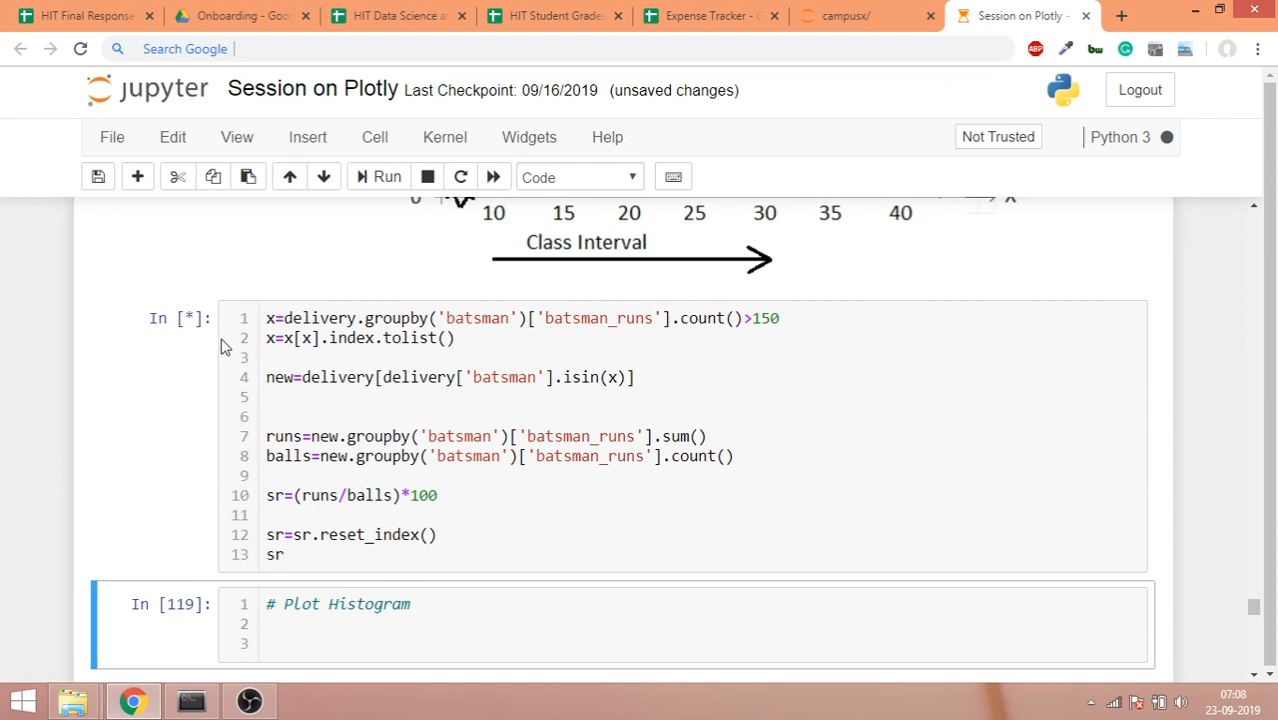 HIT Final Response
Onboarding - Goo
HIT Data Science a
HIT Student Grade
Expense Tracker - G
campusx/
Session on Plotly -
Search Google
ABP
bw
jupyter Session on Plotly Last Checkpoint: 09/16/2019 (unsaved changes)
Logout
File Edit View Insert Cell Kernel Widgets Help
Not Trusted
Python 3
Run
Code
0 10 15 20 25 30 35 40 X
Class Interval
In [*]:
1 x=delivery.groupby('batsman')['batsman_runs'].count()>150
2 x=x[x].index.tolist()
3
4 new=delivery[delivery['batsman'].isin(x)]
5
6
7 runs=new.groupby('batsman')['batsman_runs'].sum()
8 balls=new.groupby('batsman')['batsman_runs'].count()
9
10 sr=(runs/balls)*100
11
12 sr=sr.reset_index()
13 sr
In [119]:
1 # Plot Histogram
2
3
07:08
23-09-2019